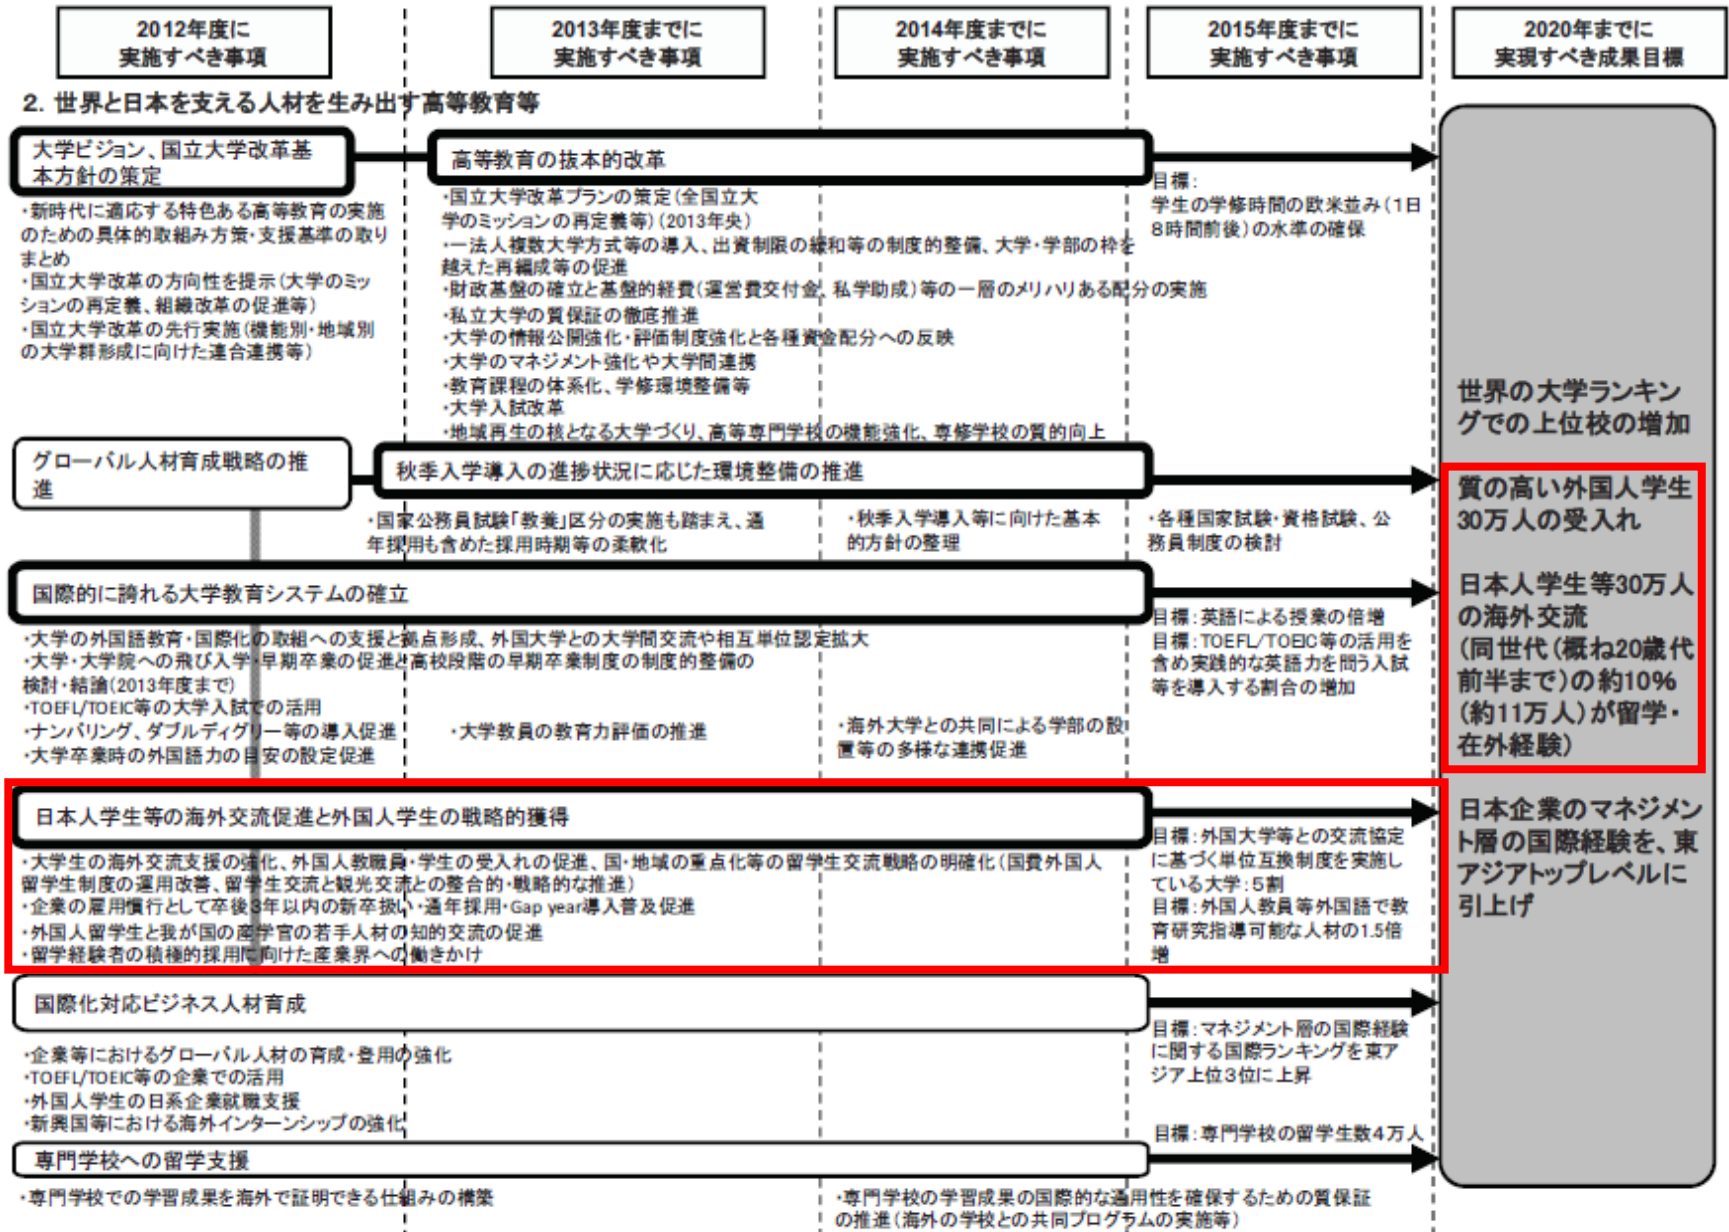 2012年度に
実施すべき事項
2013年度までに
実施すべき事項
2014年度までに
実施すべき事項
2015年度までに
実施すべき事項
2020年までに
実現すべき成果目標
2．世界と日本を支える人材を生み出す高等教育等
大学ビジョン、国立大学改革基
本方針の策定
・新時代に適応する特色ある高等教育の実施
のための具体的取組み方策・支援基準の取り
まとめ
・国立大学改革の方向性を提示（大学のミッ
ションの再定義、組織改革の促進等）
・国立大学改革の先行実施（機能別・地域別
の大学群形成に向けた連合連携等）
高等教育の抜本的改革
・国立大学改革プランの策定（全国立大
学のミッションの再定義等）（2013年央）
・一法人複数大学方式等の導入、出資制限の緩和等の制度的整備、大学・学部の枠を
越えた再編成等の促進
・財政基盤の確立と基盤的経費（運営費交付金、私学助成）等の一層のメリハリある配分の実施
・私立大学の質保証の徹底推進
・大学の情報公開強化・評価制度強化と各種資金配分への反映
・大学のマネジメント強化や大学間連携
・教育課程の体系化、学修環境整備等
・大学入試改革
・地域再生の核となる大学づくり、高等専門学校の機能強化、専修学校の質的向上
目標：
学生の学修時間の欧米並み（1日
8時間前後）の水準の確保
グローバル人材育成戦略の推
進
秋季入学導入の進捗状況に応じた環境整備の推進
・国家公務員試験「教養」区分の実施も踏まえ、通
年採用も含めた採用時期等の柔軟化
・秋季入学導入等に向けた基本
的方針の整理
・各種国家試験・資格試験、公
務員制度の検討
国際的に誇れる大学教育システムの確立
・大学の外国語教育・国際化の取組への支援と拠点形成、外国大学との大学間交流や相互単位認定拡大
・大学・大学院への飛び入学・早期卒業の促進と高校段階の早期卒業制度の制度的整備の
検討・結論（2013年度まで）
・TOEFL/TOEIC等の大学入試での活用
・ナンバリング、ダブルディグリー等の導入促進
・大学卒業時の外国語力の目安の設定促進
・大学教員の教育力評価の推進
・海外大学との共同による学部の設
置等の多様な連携促進
目標：英語による授業の倍増
目標：TOEFL/TOEIC等の活用を
含め実践的な英語力を問う入試
等を導入する割合の増加
日本人学生等の海外交流促進と外国人学生の戦略的獲得
・大学生の海外交流支援の強化、外国人教職員・学生の受入れの促進、国・地域の重点化等の留学生交流戦略の明確化（国費外国人
留学生制度の運用改善、留学生交流と観光交流との整合的・戦略的な推進）
・企業の雇用慣行として卒後3年以内の新卒扱い・通年採用・Gap year導入普及促進
・外国人留学生と我が国の産学官の若手人材の知的交流の促進
・留学経験者の積極的採用に向けた産業界への働きかけ
目標：外国大学等との交流協定
に基づく単位互換制度を実施し
ている大学：5割
目標：外国人教員等外国語で教
育研究指導可能な人材の1.5倍
増
国際化対応ビジネス人材育成
・企業等におけるグローバル人材の育成・登用の強化
・TOEFL/TOEIC等の企業での活用
・外国人学生の日系企業就職支援
・新興国等における海外インターンシップの強化
目標：マネジメント層の国際経験
に関する国際ランキングを東ア
ジア上位3位に上昇
専門学校への留学支援
目標：専門学校の留学生数4万人
・専門学校での学習成果を海外で証明できる仕組みの構築
・専門学校の学習成果の国際的な通用性を確保するための質保証
の推進（海外の学校との共同プログラムの実施等）
世界の大学ランキン
グでの上位校の増加
質の高い外国人学生
30万人の受入れ
日本人学生等30万人
の海外交流
（同世代（概ね20歳代
前半まで）の約10%
（約11万人）が留学・
在外経験）
日本企業のマネジメン
ト層の国際経験を、東
アジアトップレベルに
引上げ